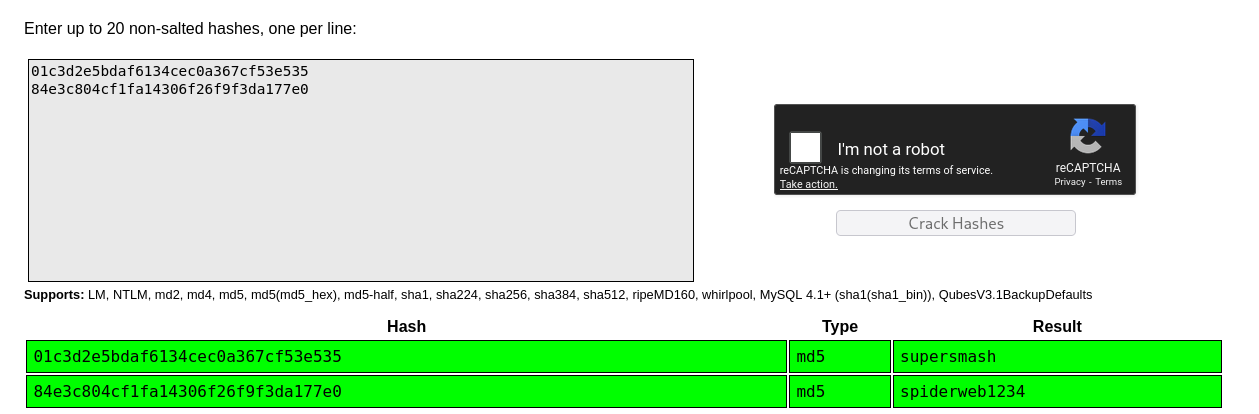 Enter up to 20 non-salted hashes, one per line:
01c3d2e5bdaf6134cec0a367cf53e535
84e3c804cf1fa14306f26f9f3da177e0
I'm not a robot
reCAPTCHA is changing its terms of service.
Take action.
reCAPTCHA
Privacy - Terms
Crack Hashes
Supports: LM, NTLM, md2, md4, md5, md5(md5_hex), md5-half, sha1, sha224, sha256, sha384, sha512, ripeMD160, whirlpool, MySQL 4.1+ (sha1(sha1_bin)), QubesV3.1BackupDefaults
Hash Type Result
01c3d2e5bdaf6134cec0a367cf53e535 md5 supersmash
84e3c804cf1fa14306f26f9f3da177e0 md5 spiderweb1234